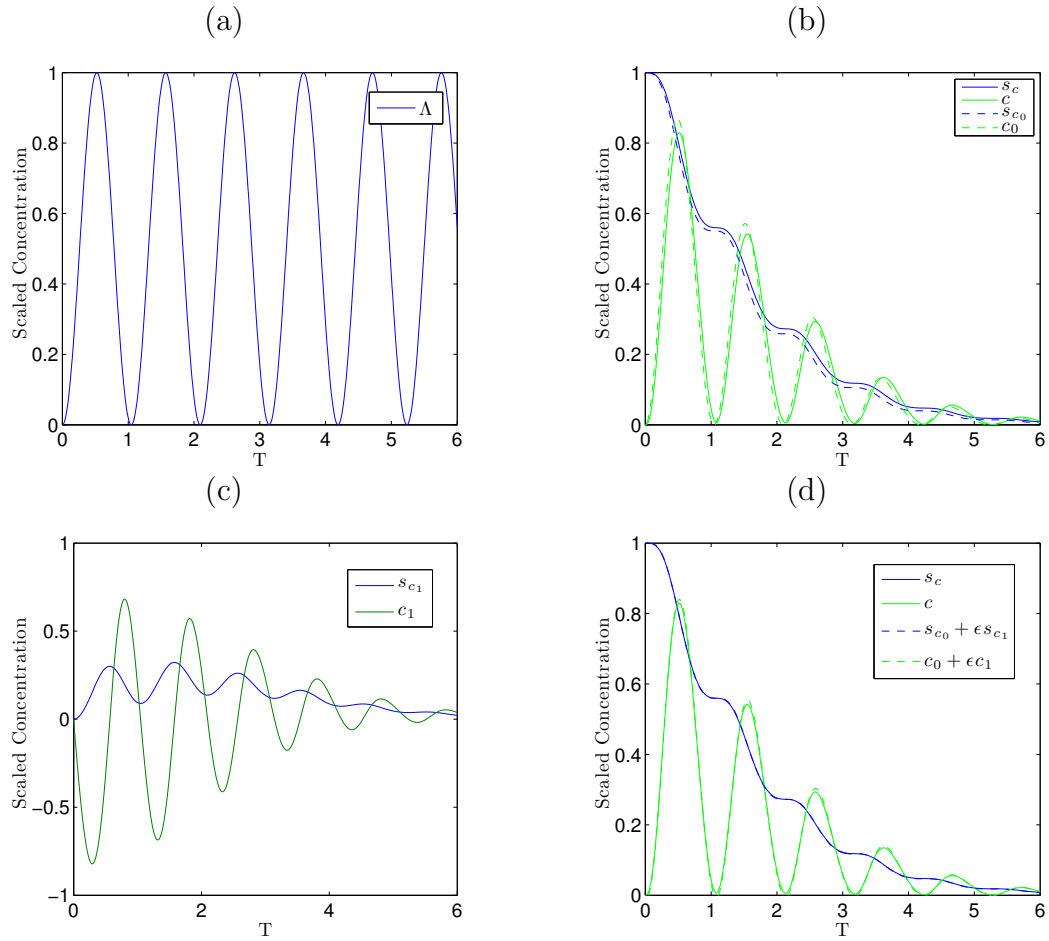 (a)
Scaled Concentration
1
0.8
0.6
0.4
0.2
0
0 1 2 3 4 5 6
T
Λ
(b)
Scaled Concentration
1
0.8
0.6
0.4
0.2
0
0 1 2 3 4 5 6
T
s_c
c
s_{c_0}
c_0
(c)
Scaled Concentration
1
0.5
0
−0.5
−1
0 2 4 6
T
s_{c_1}
c_1
(d)
Scaled Concentration
1
0.8
0.6
0.4
0.2
0
0 1 2 3 4 5 6
T
s_c
c
s_{c_0} + ϵs_{c_1}
c_0 + ϵc_1